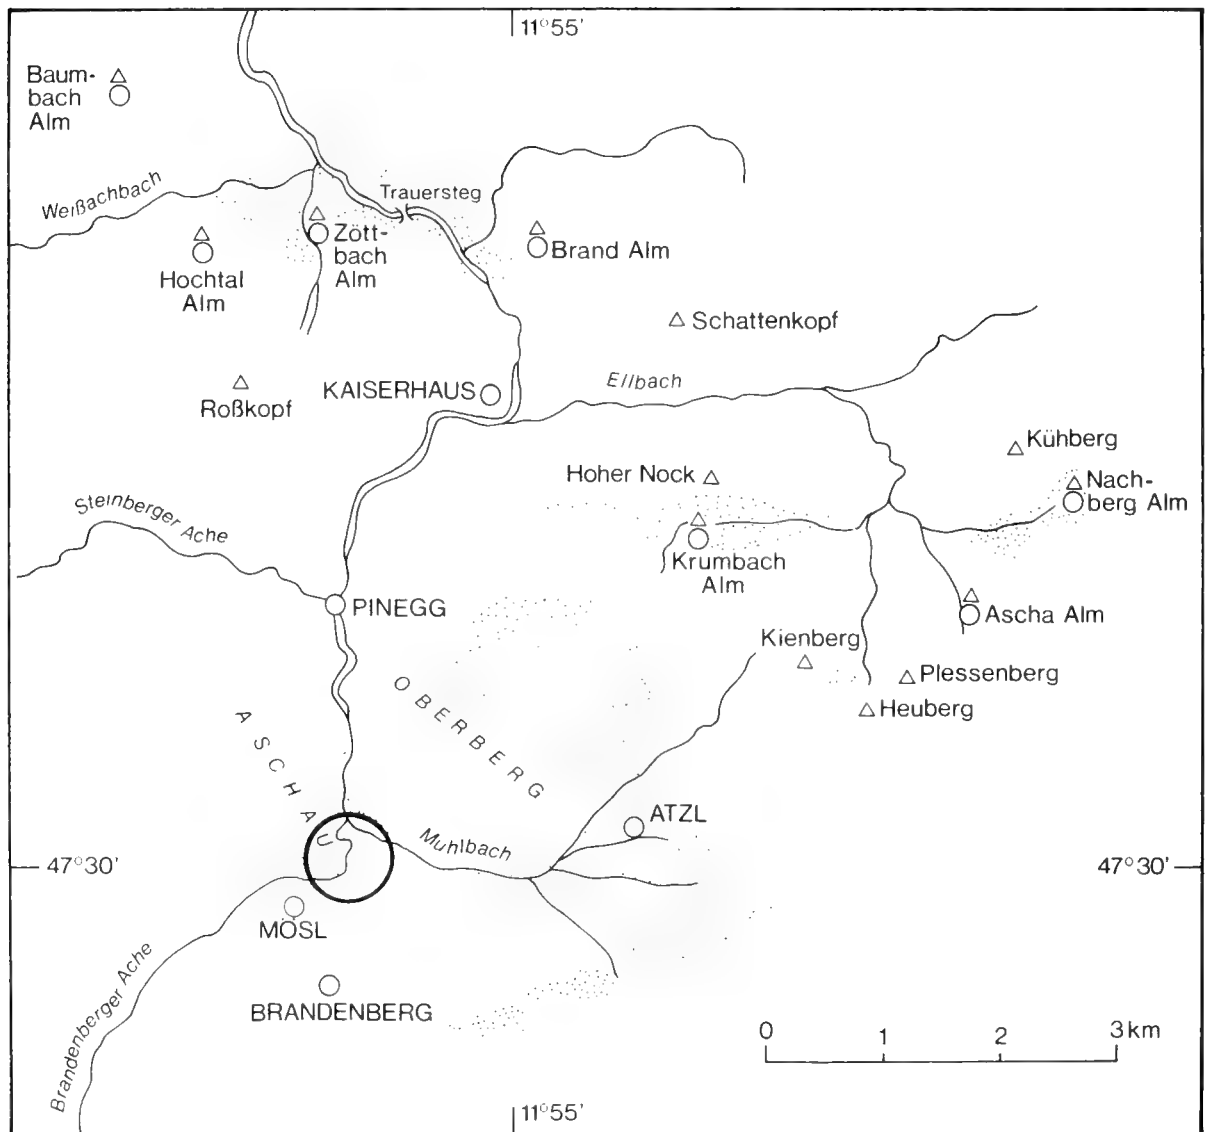 11°55'
Baum-
bach
Alm
Weißachbach
Trauersteg
Zött-
bach
Alm
Brand Alm
Hochtal
Alm
Schattenkopf
Roßkopf
KAISERHAUS
Ellbach
Kühberg
Hoher Nock
Nach-
berg Alm
Steinberger Ache
Krumbach
Alm
PINEGG
Ascha Alm
Kienberg
Plessenberg
Heuberg
OBERBERG
ASCHAU
ATZL
Muhlbach
47°30'
47°30'
MÖSL
BRANDENBERG
Brandenberger Ache
0 1 2 3 km
11°55'